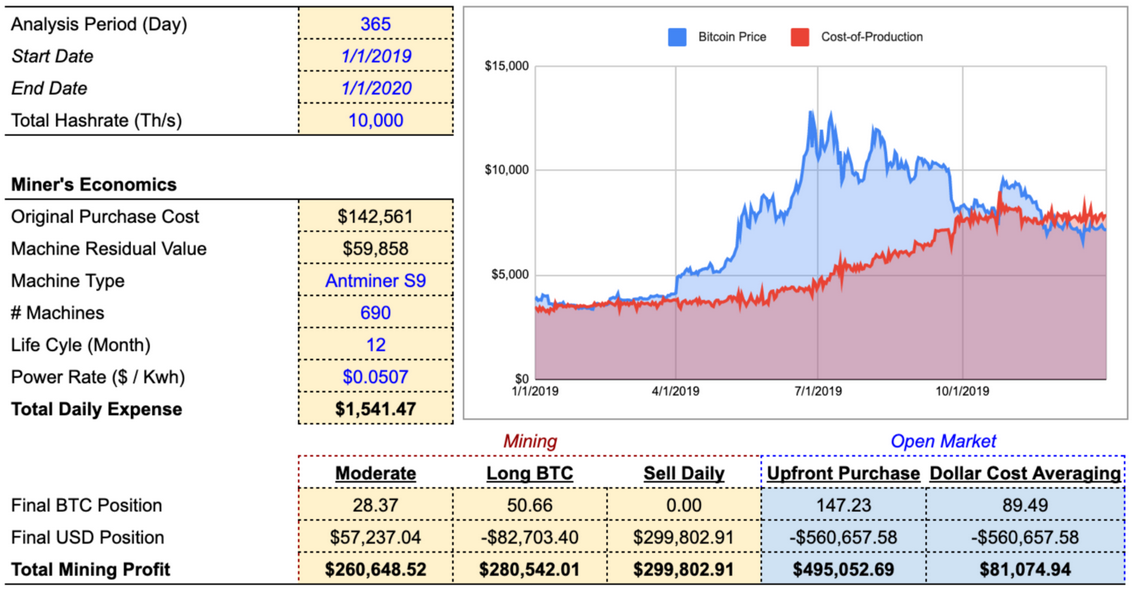 Analysis Period (Day) 365
Start Date 1/1/2019
End Date 1/1/2020
Total Hashrate (Th/s) 10,000
Miner's Economics
Original Purchase Cost $142,561
Machine Residual Value $59,858
Machine Type Antminer S9
# Machines 690
Life Cyle (Month) 12
Power Rate ($ / Kwh) $0.0507
Total Daily Expense $1,541.47
Bitcoin Price Cost-of-Production
$15,000
$10,000
$5,000
$0
1/1/2019 4/1/2019 7/1/2019 10/1/2019
Mining Open Market
Moderate Long BTC Sell Daily Upfront Purchase Dollar Cost Averaging
Final BTC Position 28.37 50.66 0.00 147.23 89.49
Final USD Position $57,237.04 -$82,703.40 $299,802.91 -$560,657.58 -$560,657.58
Total Mining Profit $260,648.52 $280,542.01 $299,802.91 $495,052.69 $81,074.94